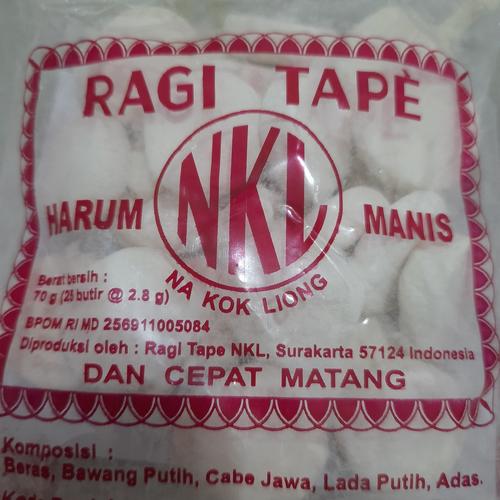 RAGI TAPÈ
NKL
HARUM MANIS
NA KOK LIONG
Berat bersih :
70 g (25 butir @ 2.8 g)
BPOM RI MD 256911005084
Diproduksi oleh : Ragi Tape NKL, Surakarta 57124 Indonesia
DAN CEPAT MATANG
Komposisi :
Beras, Bawang Putih, Cabe Jawa, Lada Putih, Adas.